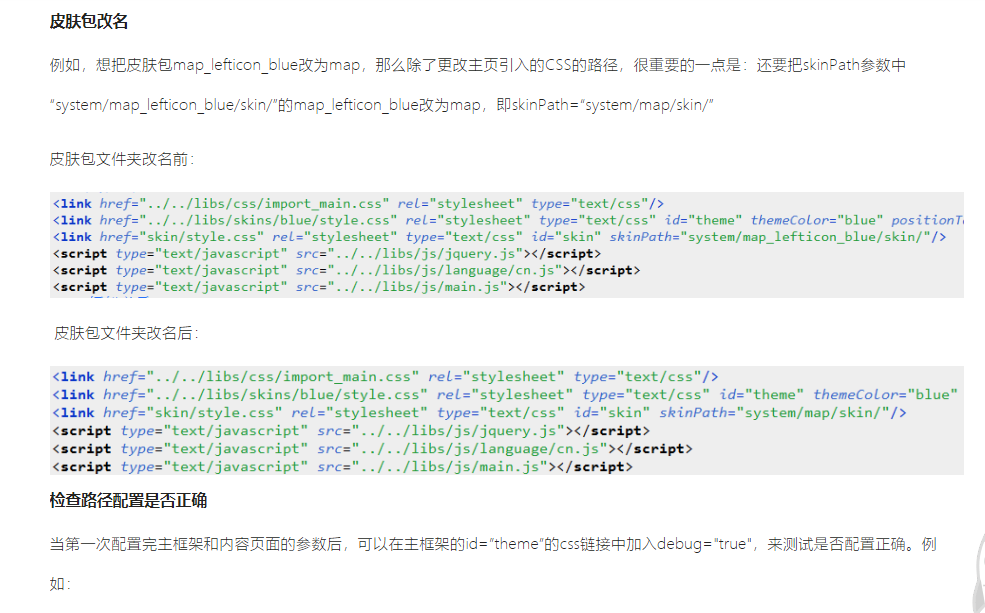 皮肤包改名
例如，想把皮肤包map_lefticon_blue改为map，那么除了更改主页引入的CSS的路径，很重要的一点是：还要把skinPath参数中
“system/map_lefticon_blue/skin/”的map_lefticon_blue改为map，即skinPath=“system/map/skin/”
皮肤包文件夹改名前：
<link href="../../libs/css/import_main.css" rel="stylesheet" type="text/css"/>
<link href="../../libs/skins/blue/style.css" rel="stylesheet" type="text/css" id="theme" themeColor="blue"
<link href="skin/style.css" rel="stylesheet" type="text/css" id="skin" skinPath="system/map_lefticon_blue/skin/"/>
<script type="text/javascript" src="../../libs/js/jquery.js"></script>
<script type="text/javascript" src="../../libs/js/language/cn.js"></script>
<script type="text/javascript" src="../../libs/js/main.js"></script>
皮肤包文件夹改名后：
<link href="../../libs/css/import_main.css" rel="stylesheet" type="text/css"/>
<link href="../../libs/skins/blue/style.css" rel="stylesheet" type="text/css" id="theme" themeColor="blue"
<link href="skin/style.css" rel="stylesheet" type="text/css" id="skin" skinPath="system/map/skin/"/>
<script type="text/javascript" src="../../libs/js/jquery.js"></script>
<script type="text/javascript" src="../../libs/js/language/cn.js"></script>
<script type="text/javascript" src="../../libs/js/main.js"></script>
检查路径配置是否正确
当第一次配置完主框架和内容页面的参数后，可以在主框架的id="theme"的css链接中加入debug="true"，来测试是否配置正确。例
如：